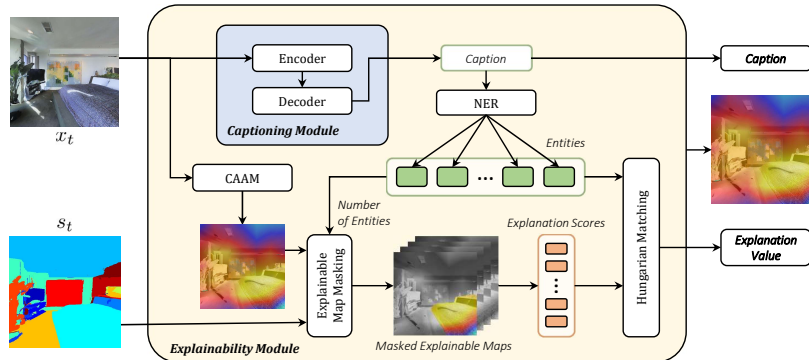 x_t
s_t
Encoder
Decoder
Captioning Module
Caption
NER
Entities
Caption
CAAM
Number
of Entities
Explainable
Map Masking
Masked Explainable Maps
Explanation Scores
Hungarian Matching
Explanation
Value
Explainability Module